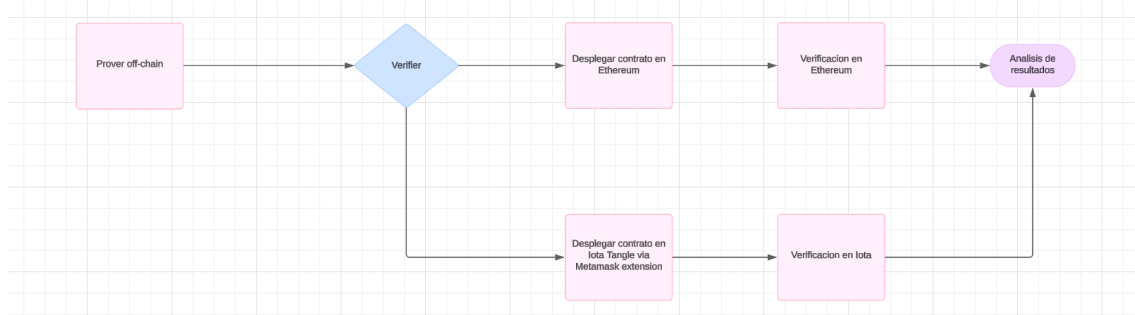 Prover off-chain
Verifier
Desplegar contrato en
Ethereum
Verificacion en
Ethereum
Analisis de
resultados
Desplegar contrato en
Iota Tangle via
Metamask extension
Verificacion en Iota